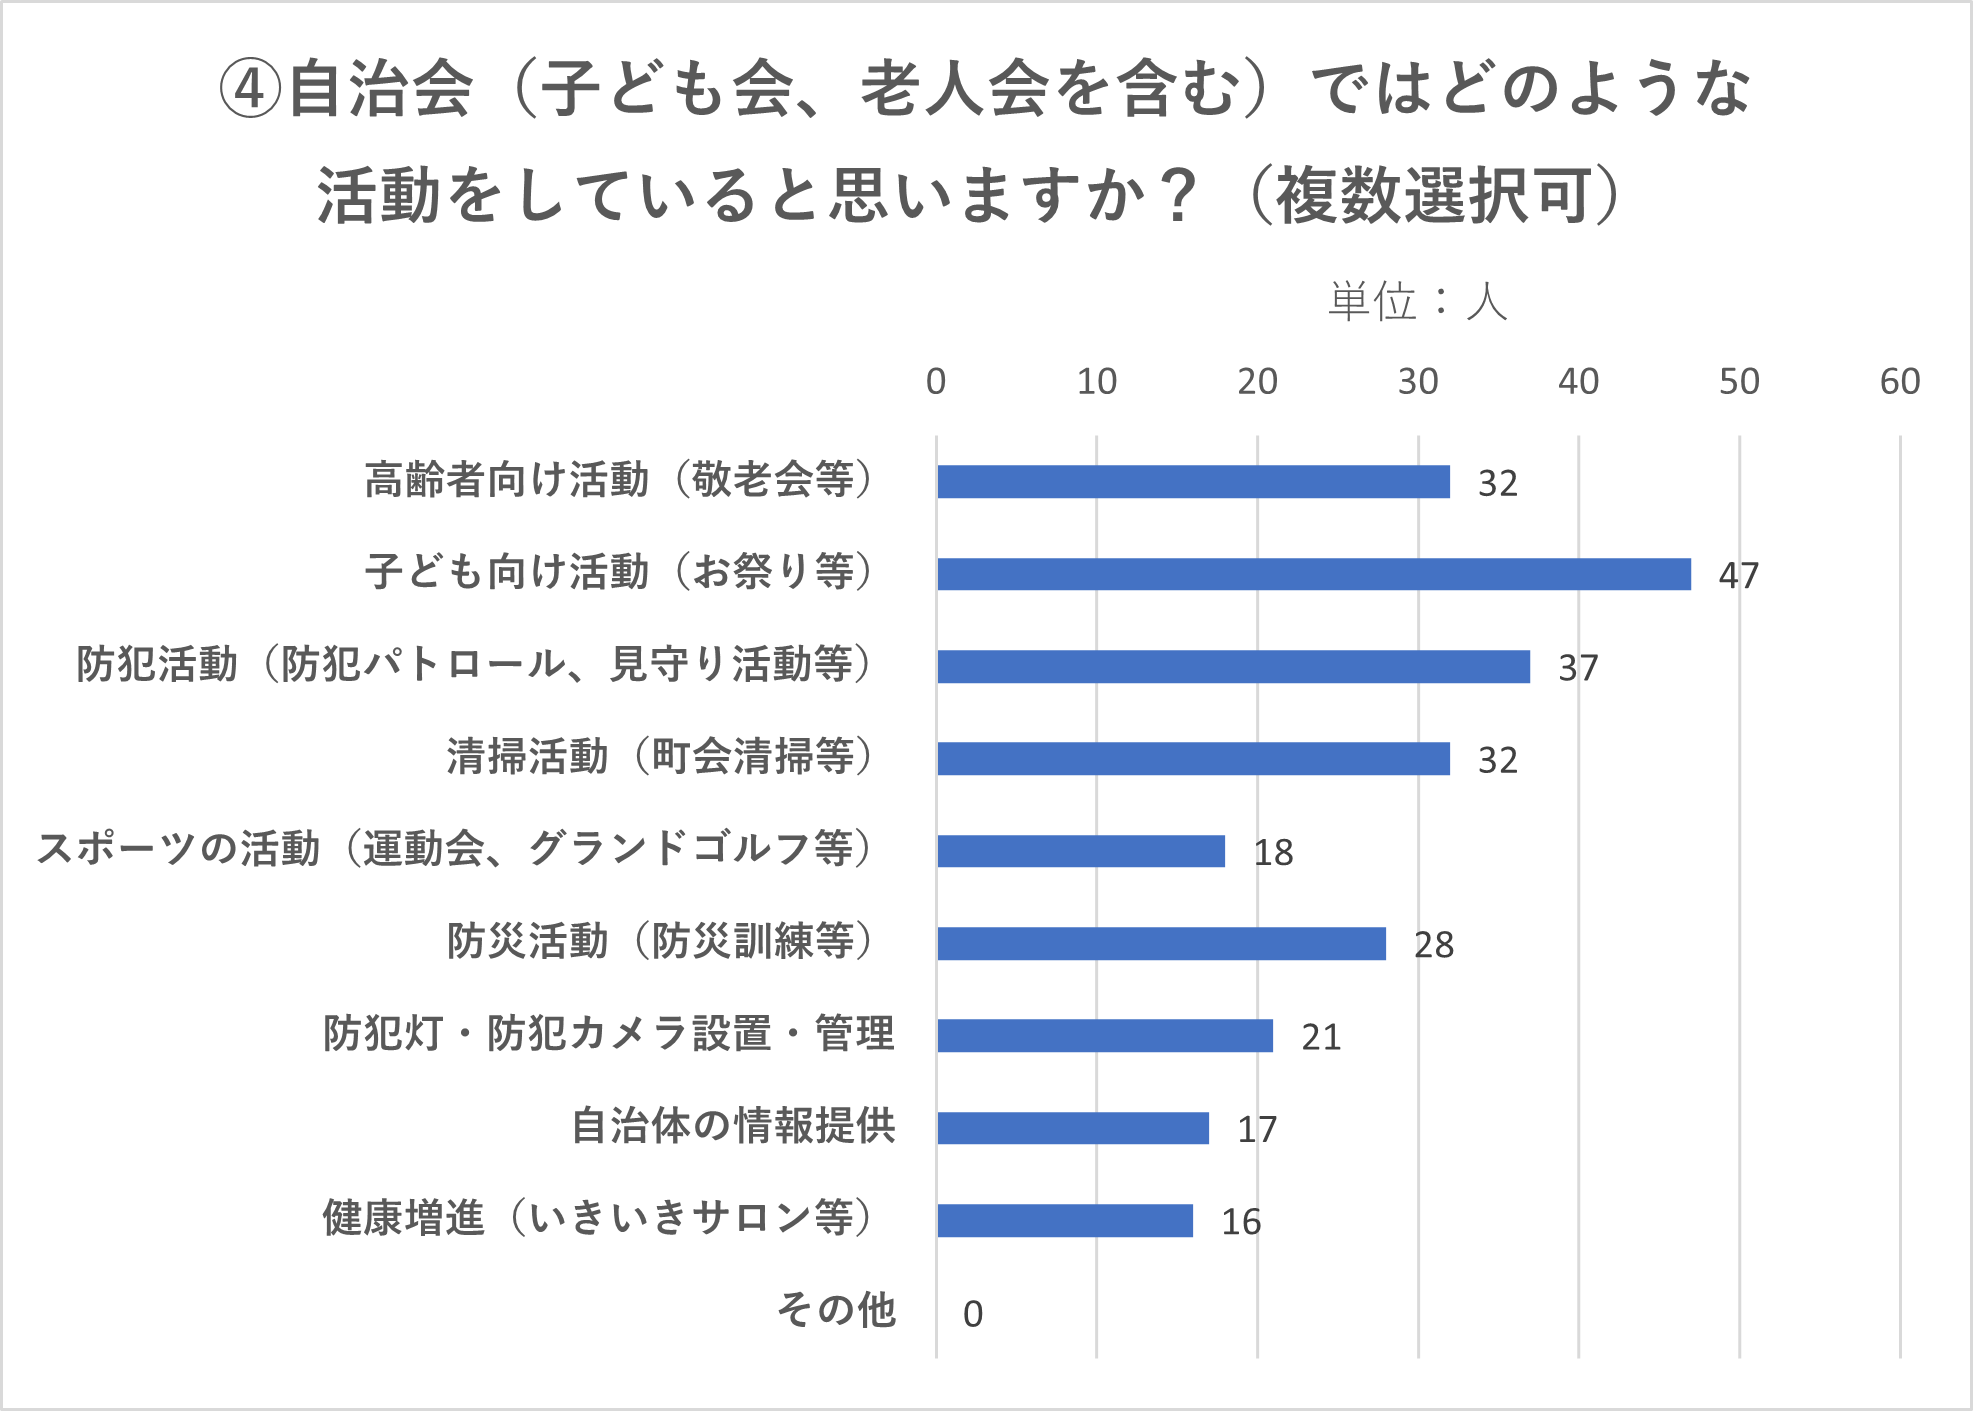 ④自治会（子ども会、老人会を含む）ではどのような
活動をしていると思いますか？（複数選択可）
単位：人
0 10 20 30 40 50 60
高齢者向け活動（敬老会等） 32
子ども向け活動（お祭り等） 47
防犯活動（防犯パトロール、見守り活動等） 37
清掃活動（町会清掃等） 32
スポーツの活動（運動会、グランドゴルフ等） 18
防災活動（防災訓練等） 28
防犯灯・防犯カメラ設置・管理 21
自治体の情報提供 17
健康増進（いきいきサロン等） 16
その他 0